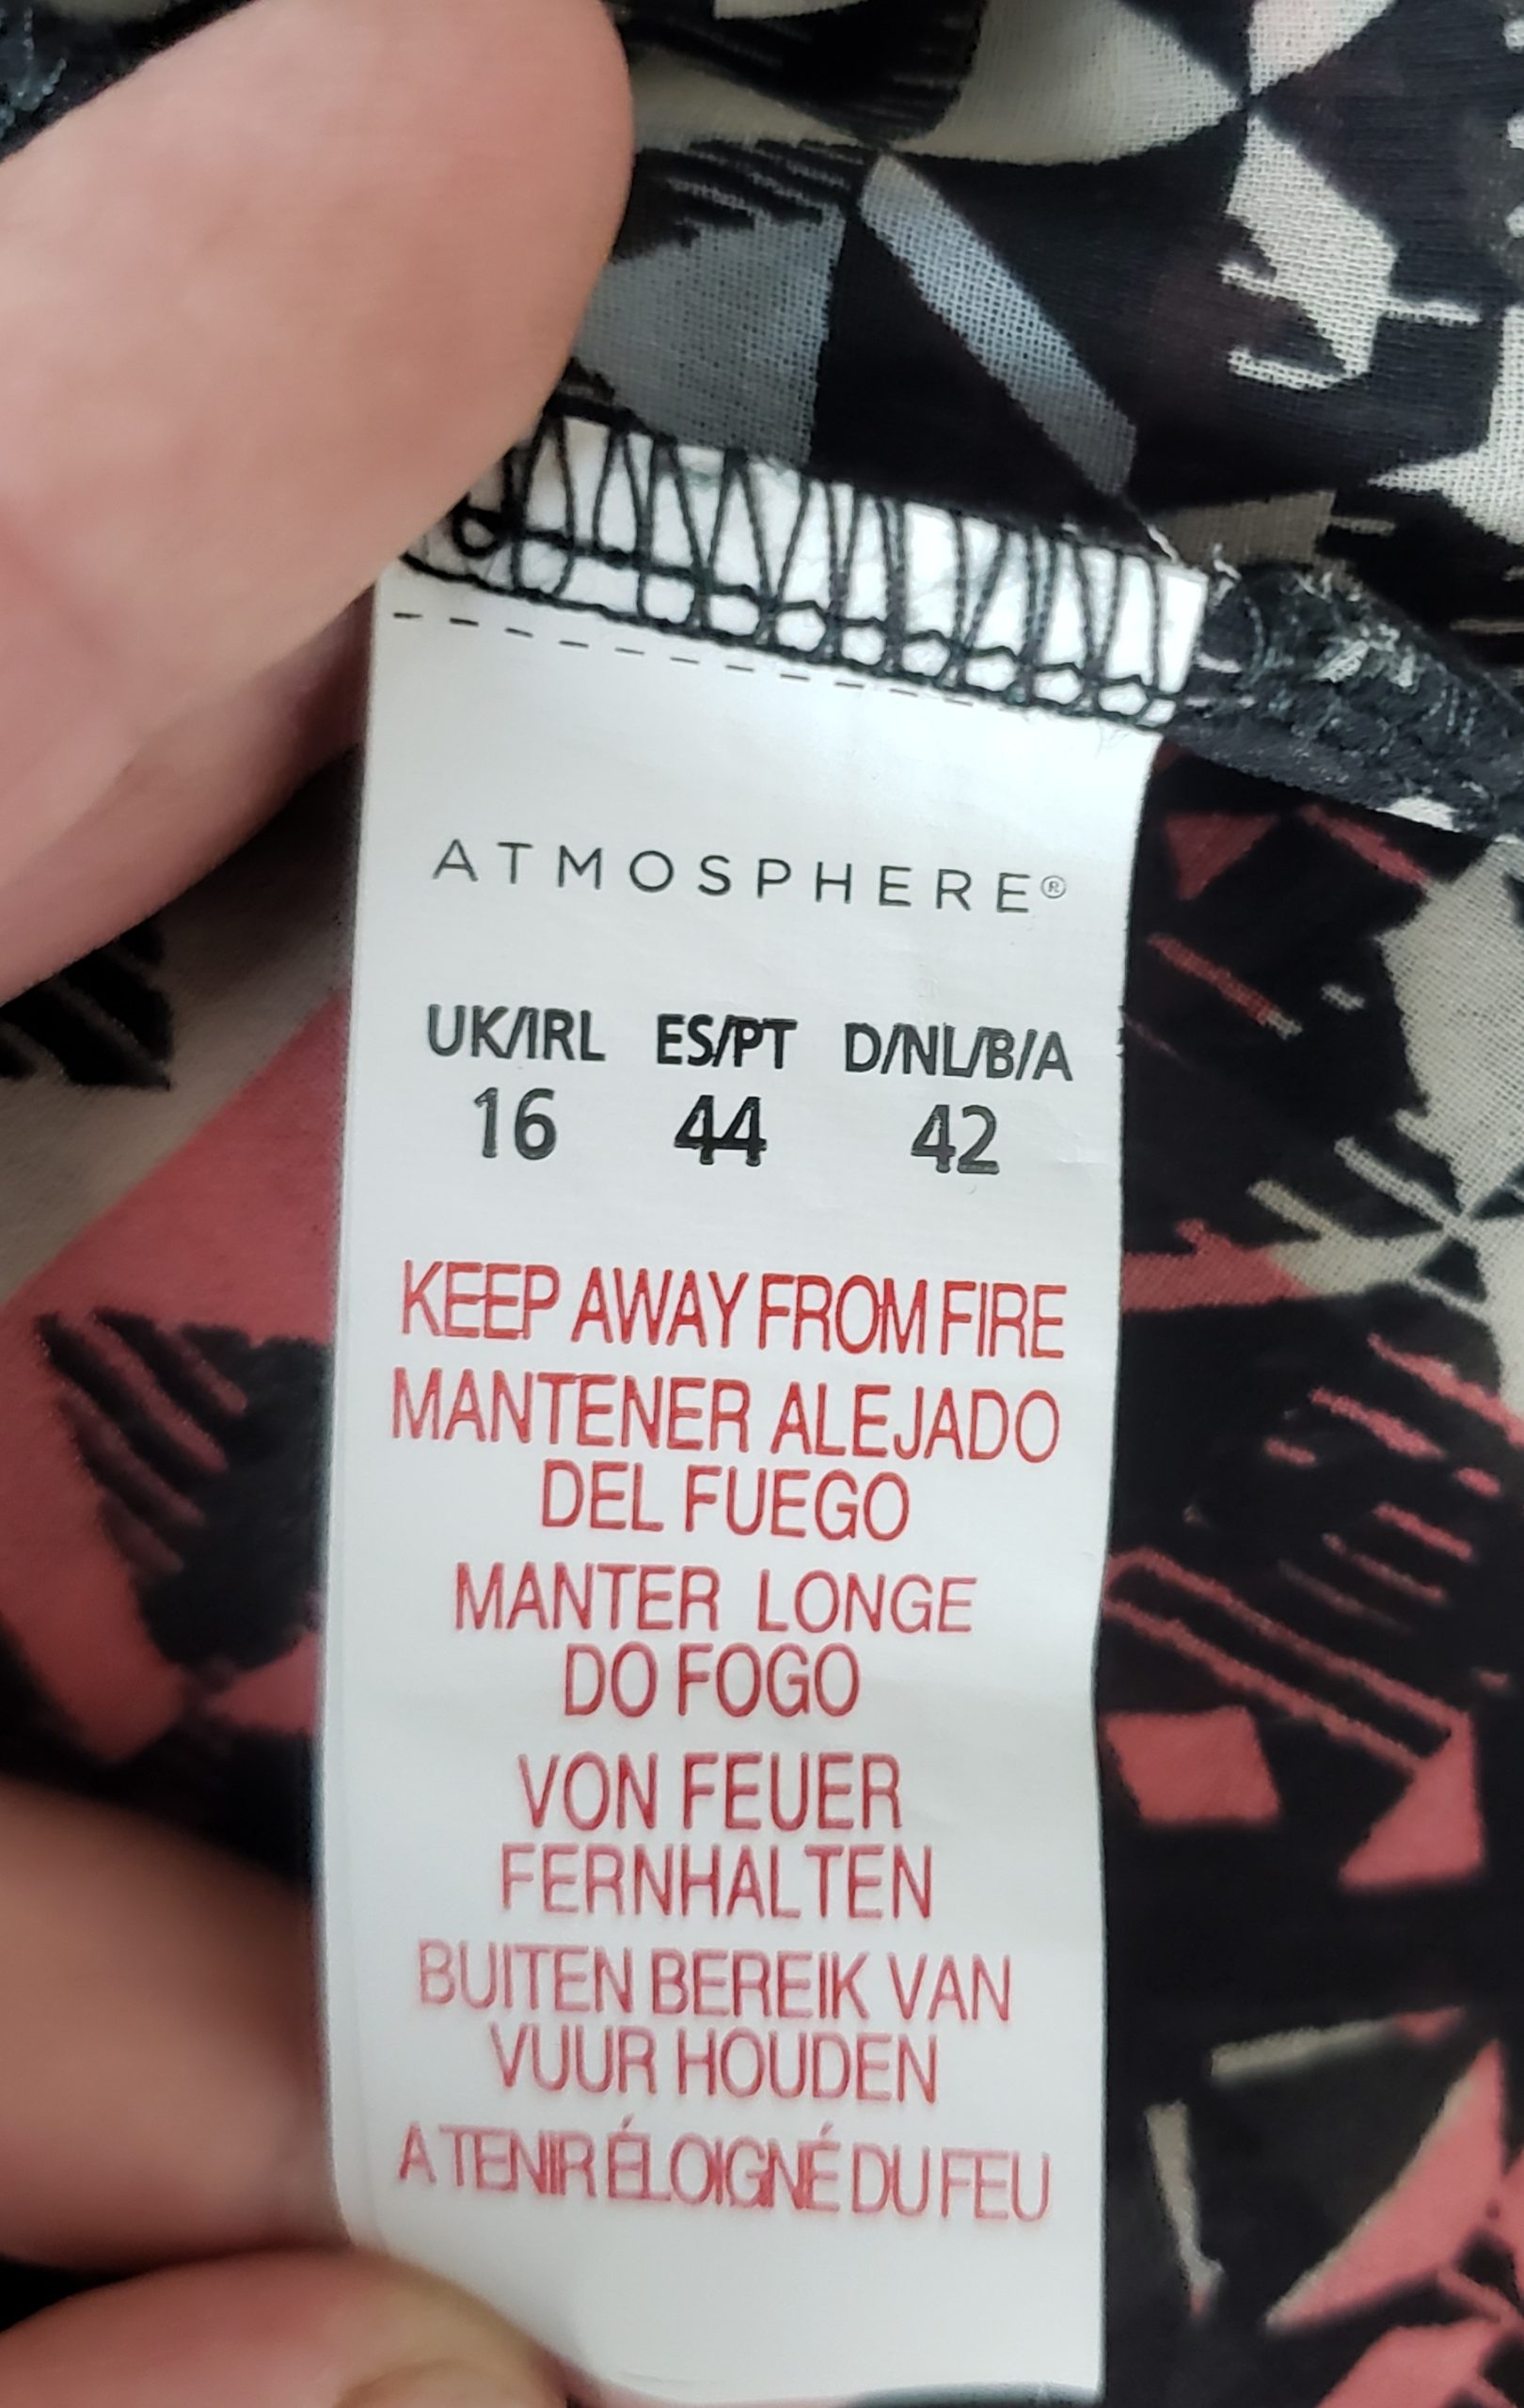 ATMOSPHERE®
UK/IRL ES/PT D/NL/B/A
16 44 42
KEEP AWAY FROM FIRE
MANTENER ALEJADO
DEL FUEGO
MANTER LONGE
DO FOGO
VON FEUER
FERNHALTEN
BUITEN BEREIK VAN
VUUR HOUDEN
A TENIR ÉLOIGNÉ DU FEU